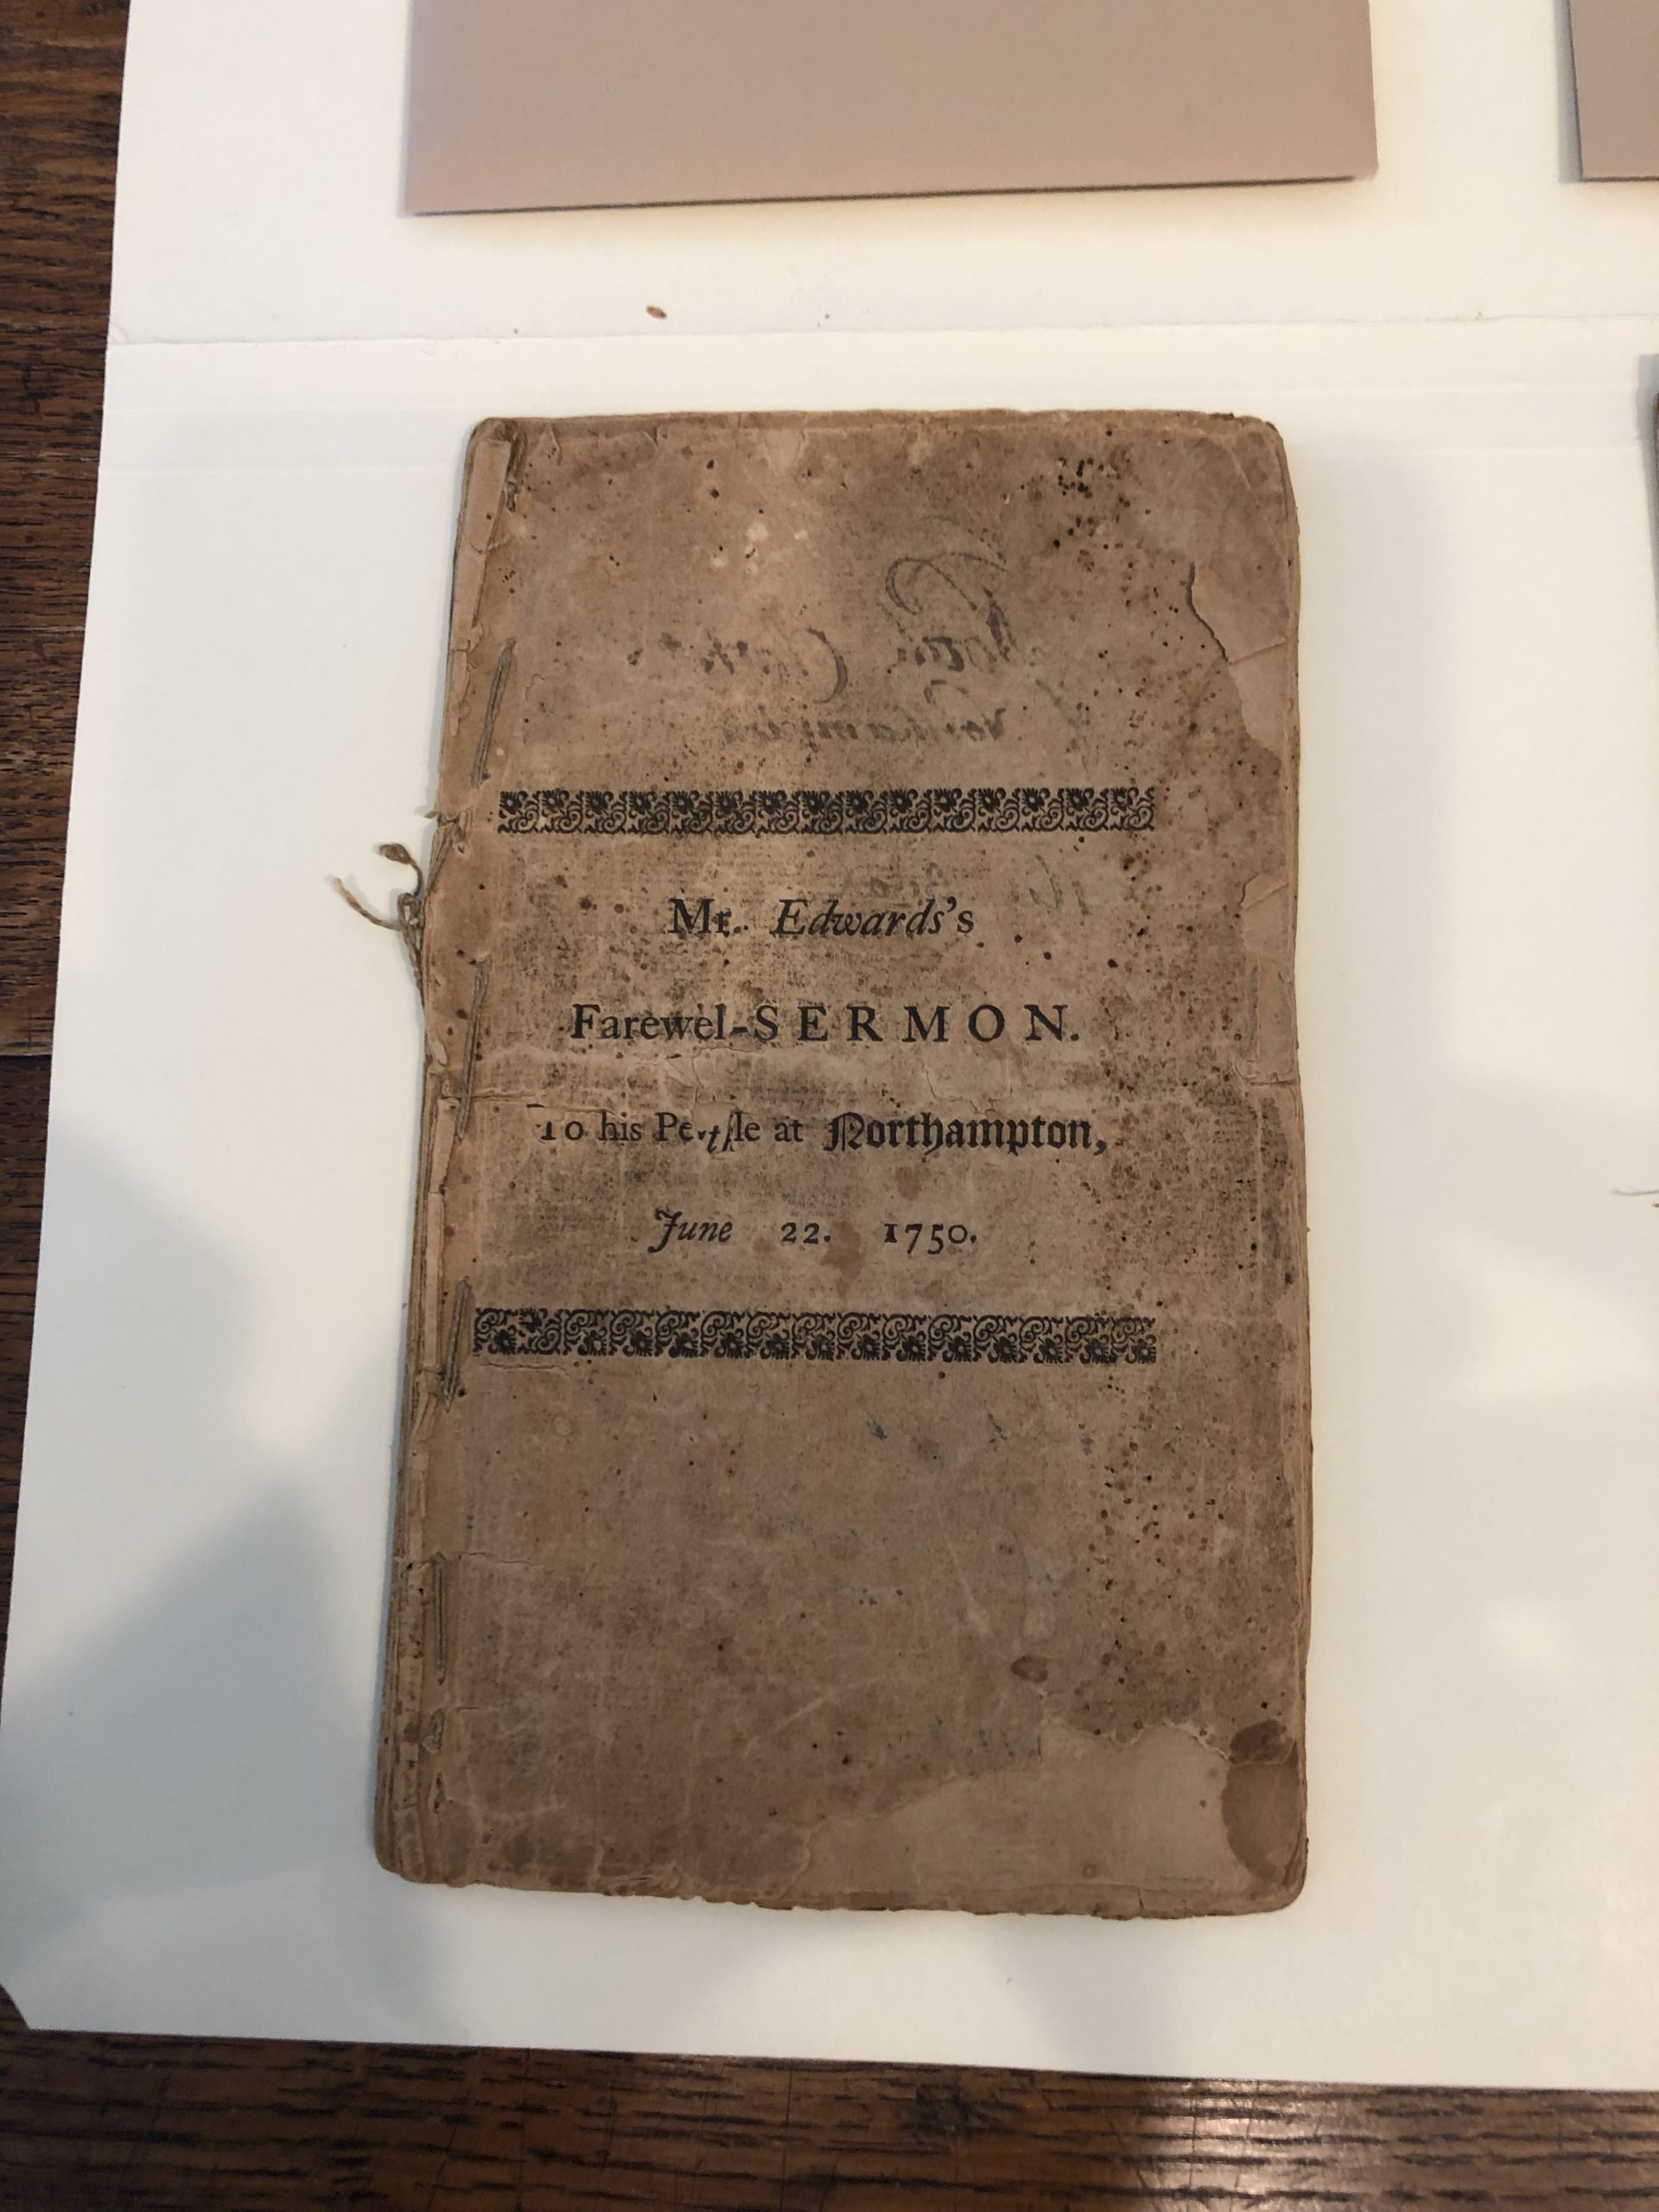 Mr. Edwards's
Farewel-SERMON.
To his People at Northampton,
June 22. 1750.